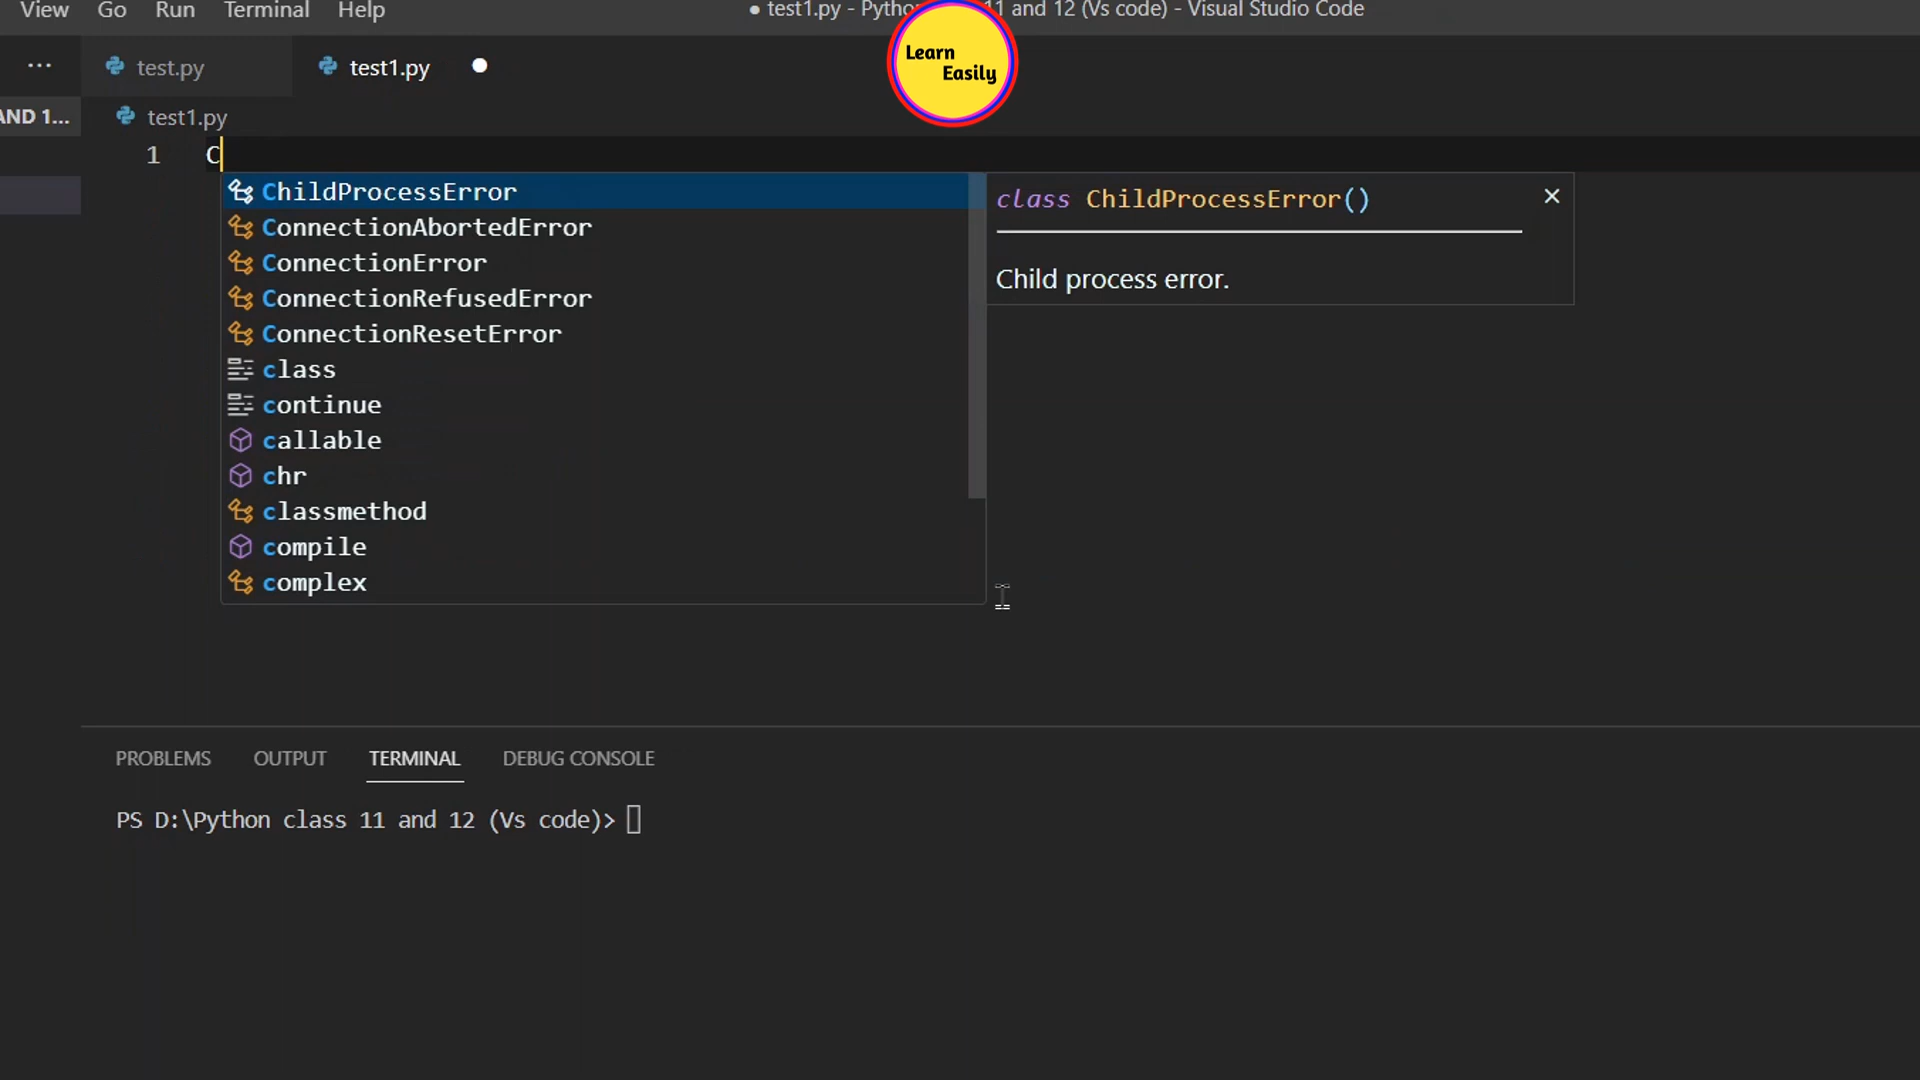 View Go Run Terminal Help
● test1.py - Pytho 11 and 12 (Vs code) - Visual Studio Code
Learn
Easily
... test.py test1.py
AND 1... test1.py
1 C
ChildProcessError
ConnectionAbortedError
ConnectionError
ConnectionRefusedError
ConnectionResetError
class
continue
callable
chr
classmethod
compile
complex
class ChildProcessError()
Child process error.
PROBLEMS OUTPUT TERMINAL DEBUG CONSOLE
PS D:\Python class 11 and 12 (Vs code)>